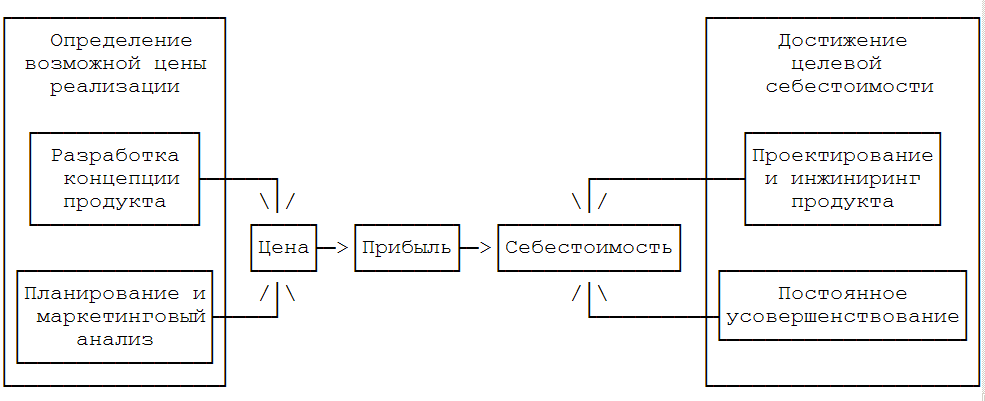 Определение
возможной цены
реализации
Разработка
концепции
продукта
Планирование и
маркетинговый
анализ
Цена
Прибыль
Себестоимость
Достижение
целевой
себестоимости
Проектирование
и инжиниринг
продукта
Постоянное
усовершенствование